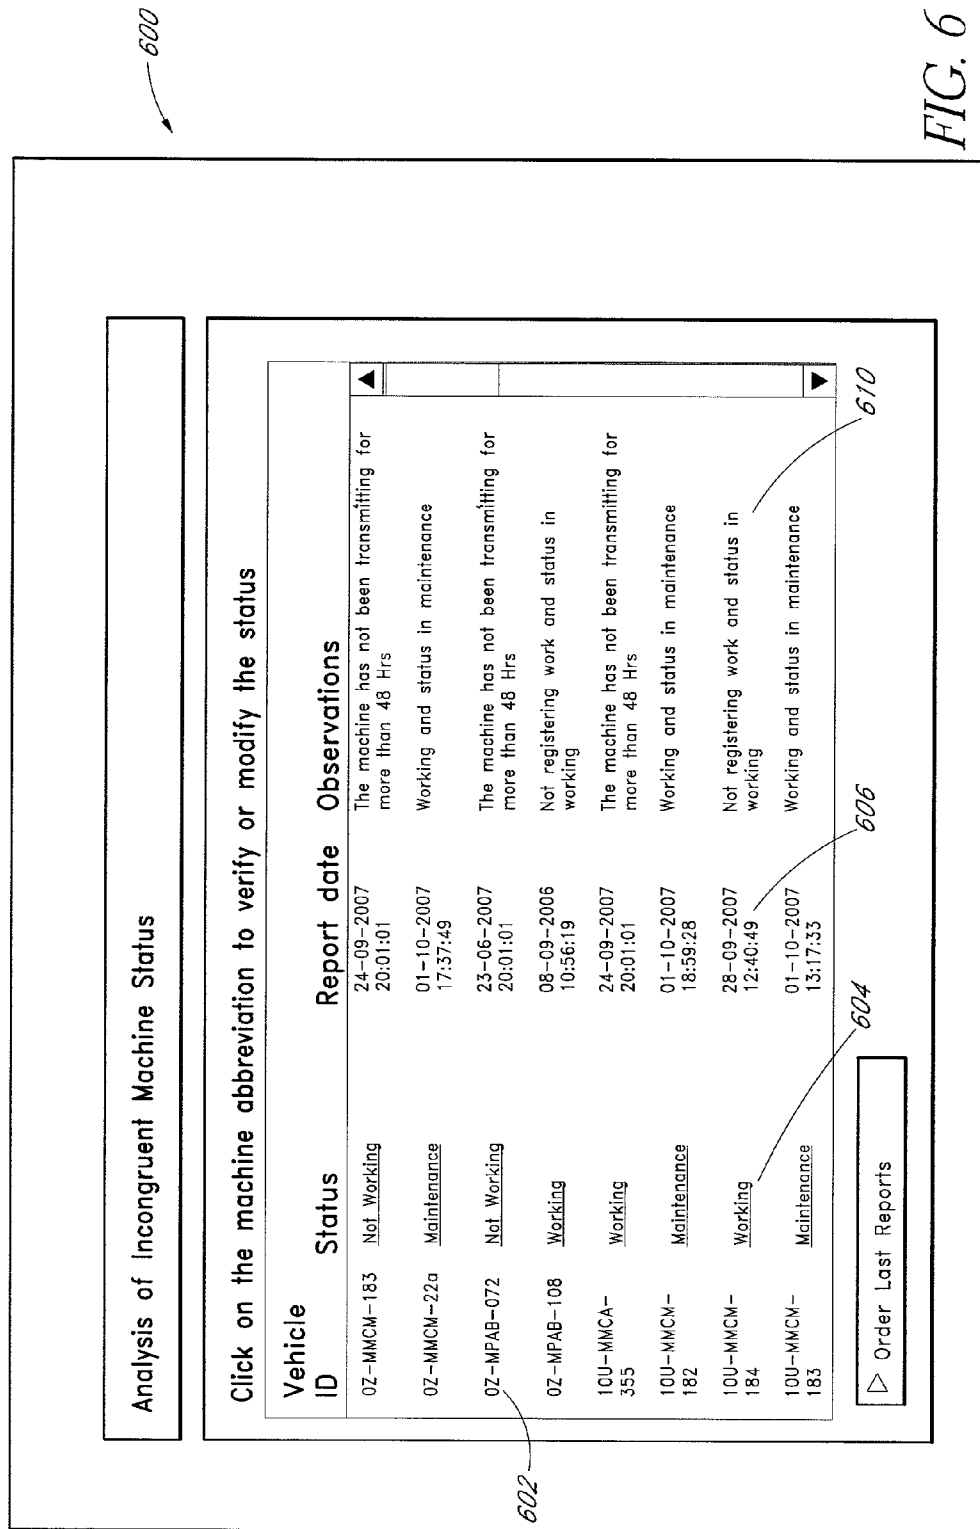 600
Analysis of Incongruent Machine Status
Click on the machine abbreviation to verify or modify the status
Vehicle
ID Status Report date Observations
0Z-MMCM-183 Not Working 24-09-2007 The machine has not been transmitting for
20:01:01 more than 48 Hrs
0Z-MMCM-22a Maintenance 01-10-2007 Working and status in maintenance
17:37:49
0Z-MPAB-072 Not Working 23-06-2007 The machine has not been transmitting for
20:01:01 more than 48 Hrs
0Z-MPAB-108 Working 08-09-2006 Not registering work and status in
10:56:19 working
10U-MMCA- Working 24-09-2007 The machine has not been transmitting for
355 20:01:01 more than 48 Hrs
10U-MMCM- Maintenance 01-10-2007 Working and status in maintenance
182 18:59:28
10U-MMCM- Working 28-09-2007 Not registering work and status in
184 12:40:49 working
10U-MMCM- Maintenance 01-10-2007 Working and status in maintenance
183 13:17:33
▷ Order Last Reports
602
604
606
610
FIG. 6